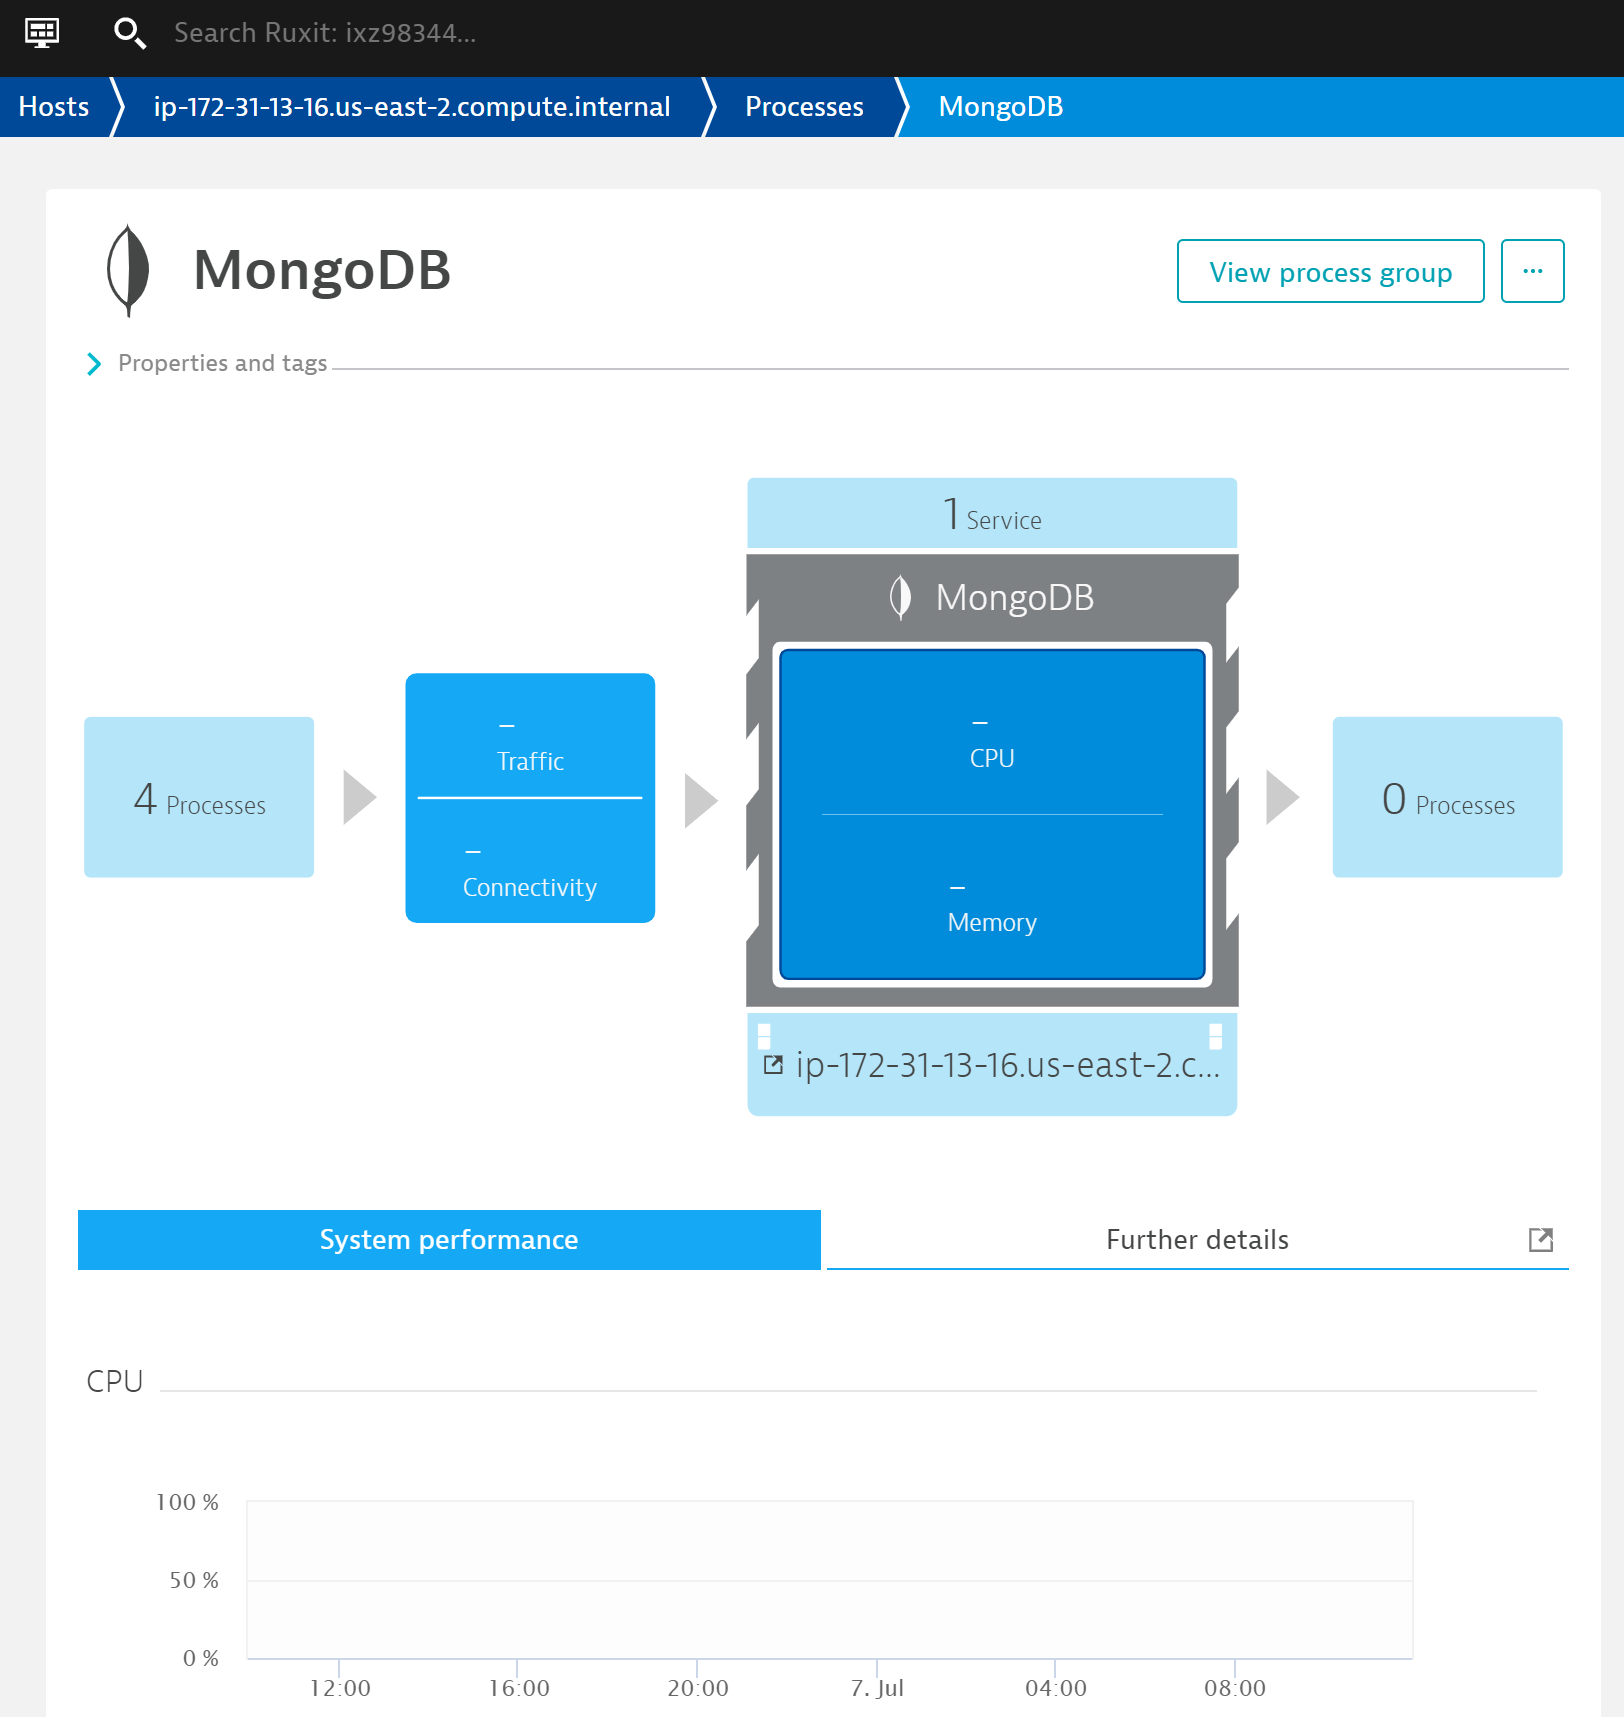 Search Ruxit: ixz98344...
Hosts ip-172-31-13-16.us-east-2.compute.internal Processes MongoDB
MongoDB
View process group ...
Properties and tags
1 Service
MongoDB
– Traffic
– Connectivity
– CPU
– Memory
4 Processes
0 Processes
ip-172-31-13-16.us-east-2.c...
System performance
Further details
CPU
100 %
50 %
0 %
12:00 16:00 20:00 7. Jul 04:00 08:00